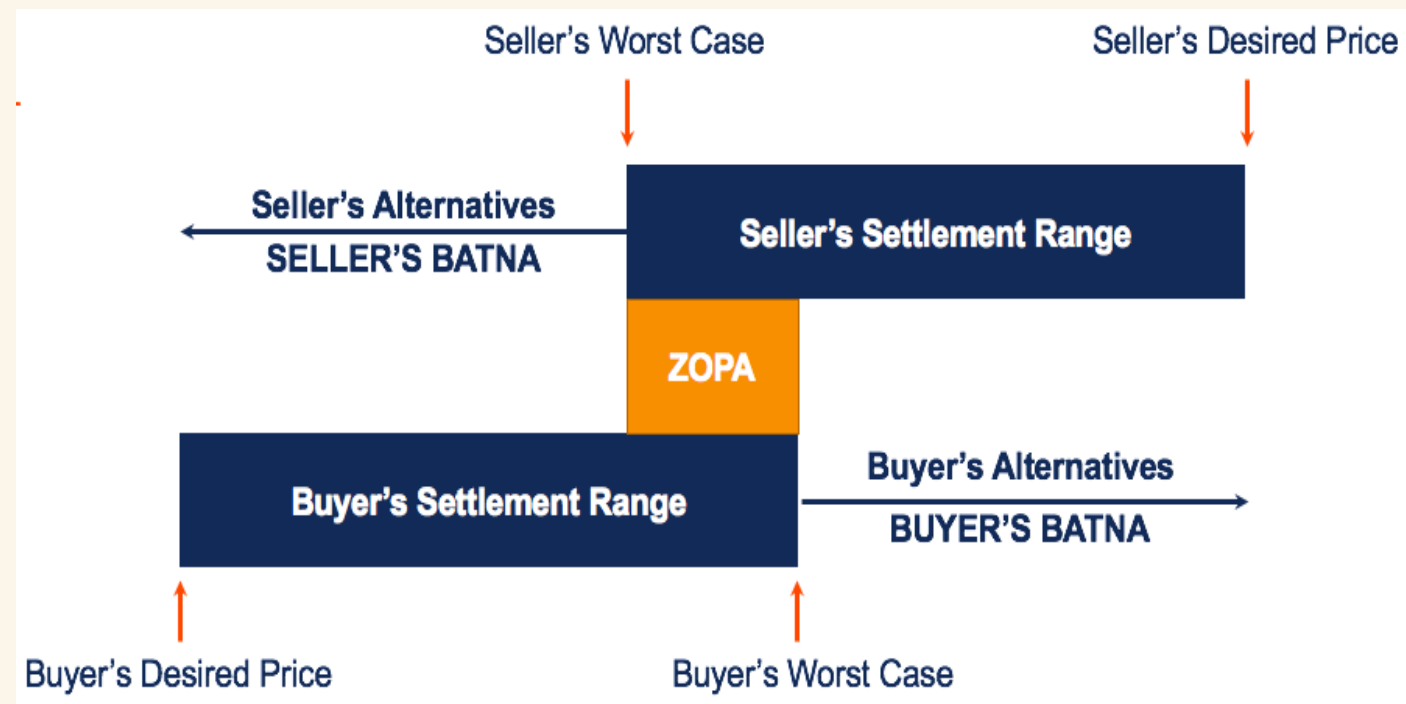 Seller’s Worst Case
Seller’s Desired Price
Seller’s Alternatives
SELLER’S BATNA
Seller’s Settlement Range
ZOPA
Buyer’s Settlement Range
Buyer’s Alternatives
BUYER’S BATNA
Buyer’s Desired Price
Buyer’s Worst Case